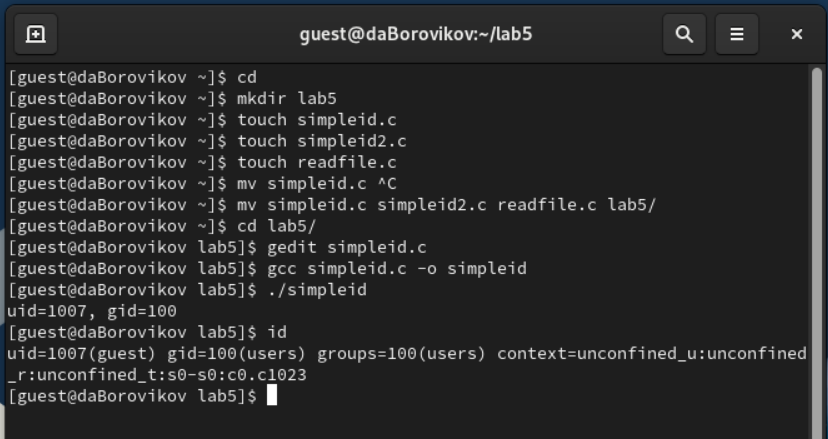 guest@daBorovikov:~/lab5
[guest@daBorovikov ~]$ cd
[guest@daBorovikov ~]$ mkdir lab5
[guest@daBorovikov ~]$ touch simpleid.c
[guest@daBorovikov ~]$ touch simpleid2.c
[guest@daBorovikov ~]$ touch readfile.c
[guest@daBorovikov ~]$ mv simpleid.c ^C
[guest@daBorovikov ~]$ mv simpleid.c simpleid2.c readfile.c lab5/
[guest@daBorovikov ~]$ cd lab5/
[guest@daBorovikov lab5]$ gedit simpleid.c
[guest@daBorovikov lab5]$ gcc simpleid.c -o simpleid
[guest@daBorovikov lab5]$ ./simpleid
uid=1007, gid=100
[guest@daBorovikov lab5]$ id
uid=1007(guest) gid=100(users) groups=100(users) context=unconfined_u:unconfined
_r:unconfined_t:s0-s0:c0.c1023
[guest@daBorovikov lab5]$